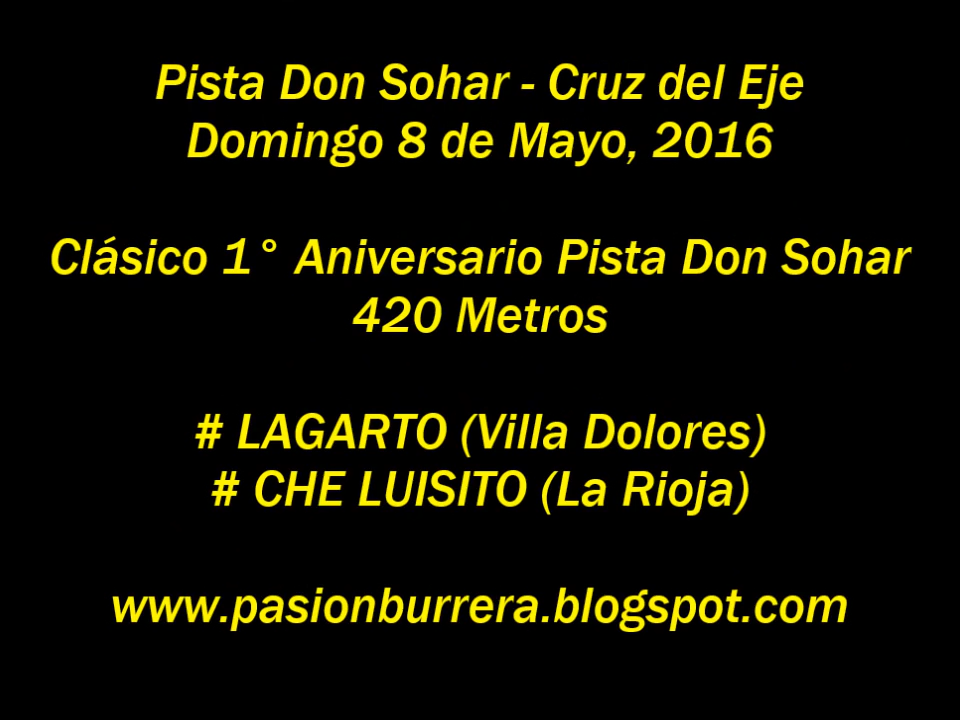 Pista Don Sohar - Cruz del Eje
Domingo 8 de Mayo, 2016
Clásico 1° Aniversario Pista Don Sohar
420 Metros
# LAGARTO (Villa Dolores)
# CHE LUISITO (La Rioja)
www.pasionburrera.blogspot.com